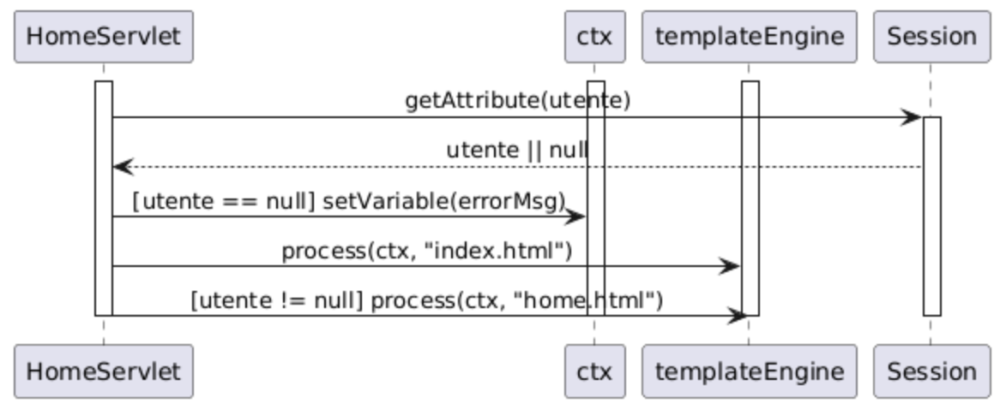 HomeServlet
ctx
templateEngine
Session
getAttribute(utente)
utente || null
[utente == null] setVariable(errorMsg)
process(ctx, "index.html")
[utente != null] process(ctx, "home.html")
HomeServlet
ctx
templateEngine
Session